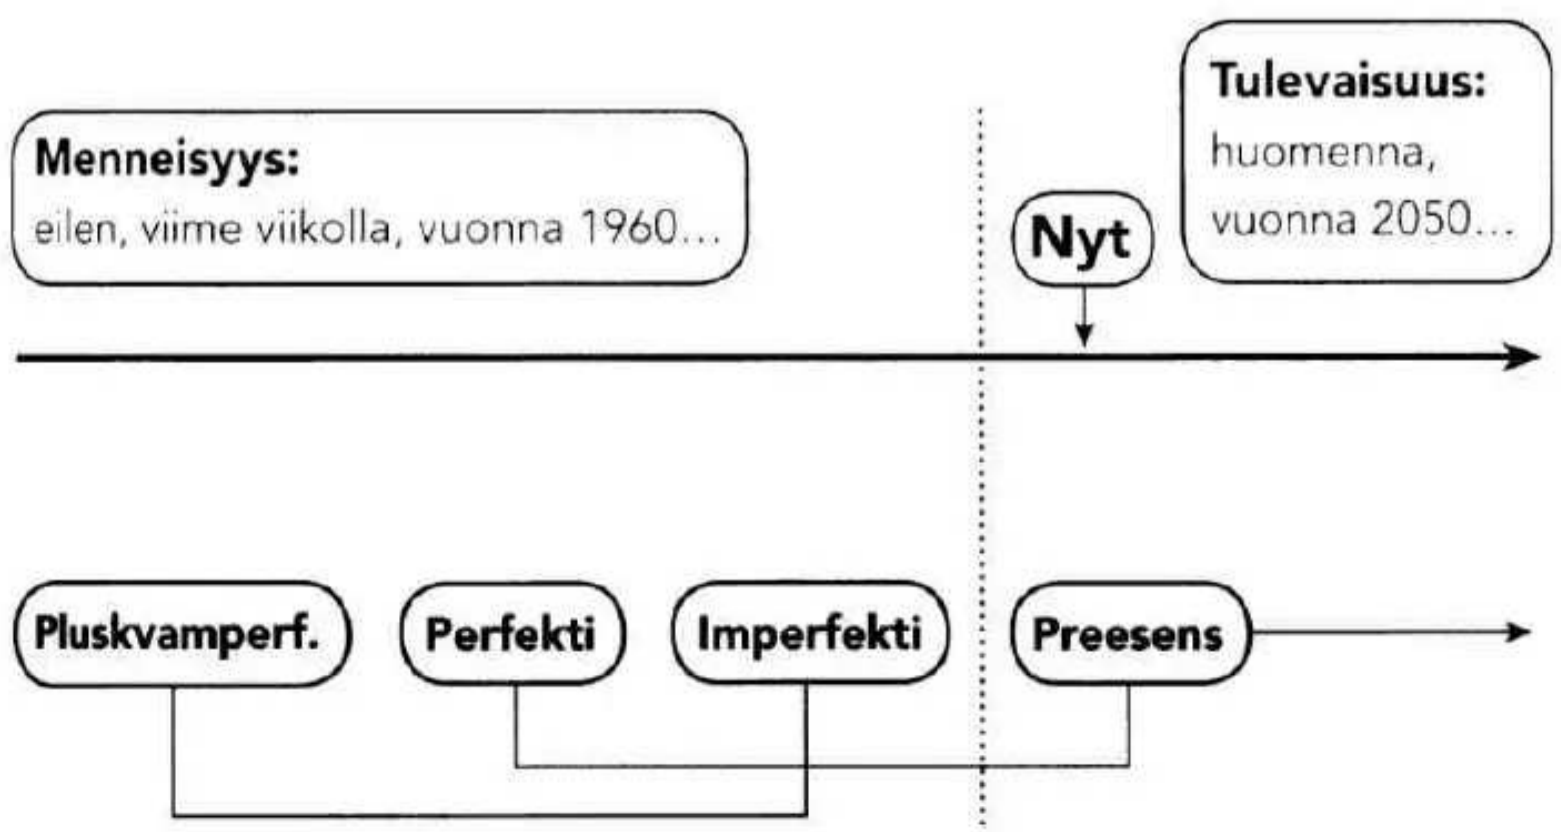 Menneisyys:
eilen, viime viikolla, vuonna 1960...
Nyt
Tulevaisuus:
huomenna,
vuonna 2050...
Pluskvamperf.
Perfekti
Imperfekti
Preesens